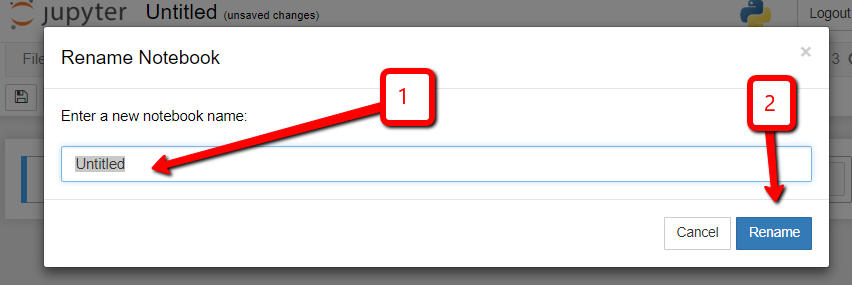 jupyter Untitled (unsaved changes) Logout
Rename Notebook ×
File 3
1
2
Enter a new notebook name:
Untitled
Cancel Rename